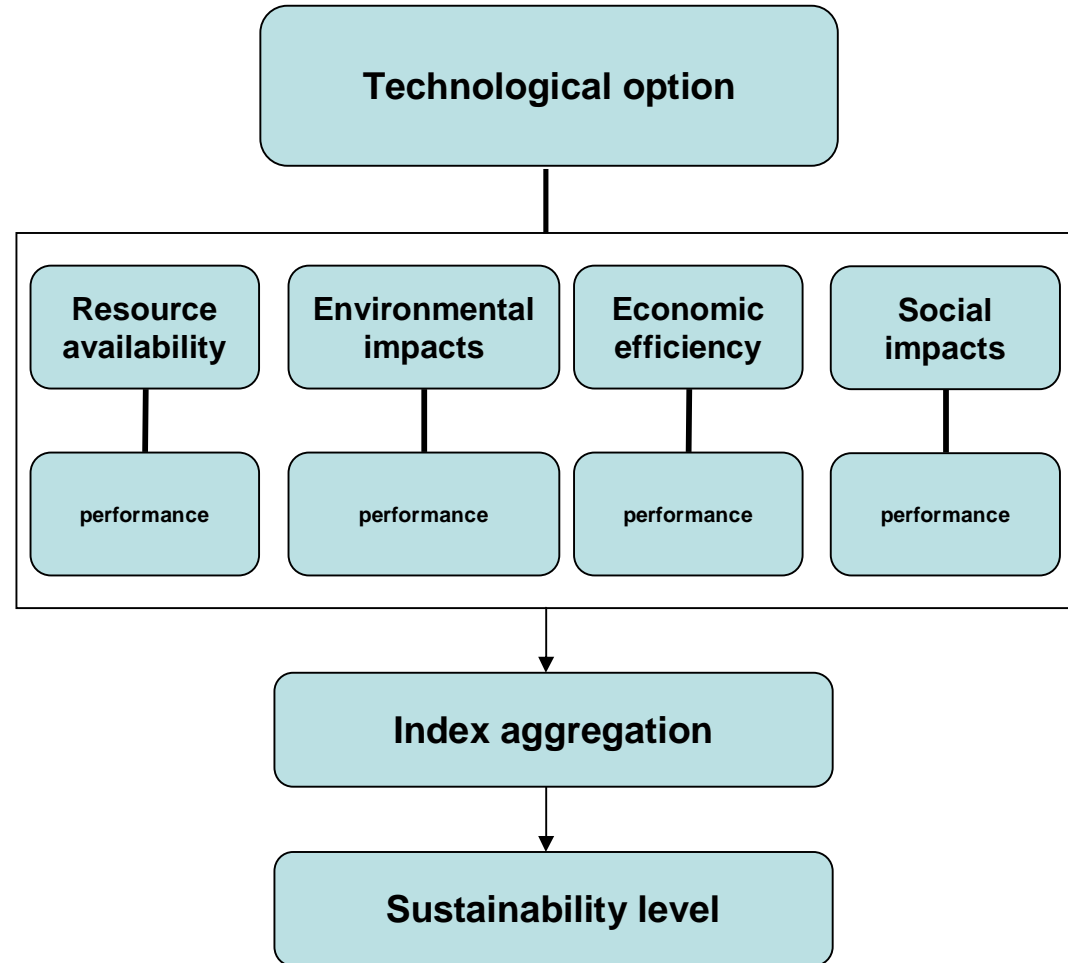 Technological option
Resource
availability
Environmental
impacts
Economic
efficiency
Social
impacts
performance
performance
performance
performance
Index aggregation
Sustainability level